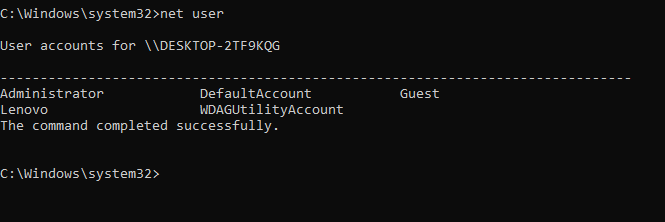 C:\Windows\system32>net user
User accounts for \\DESKTOP-2TF9KQG
-------------------------------------------------------------------------------
Administrator            DefaultAccount           Guest
Lenovo                   WDAGUtilityAccount
The command completed successfully.
C:\Windows\system32>